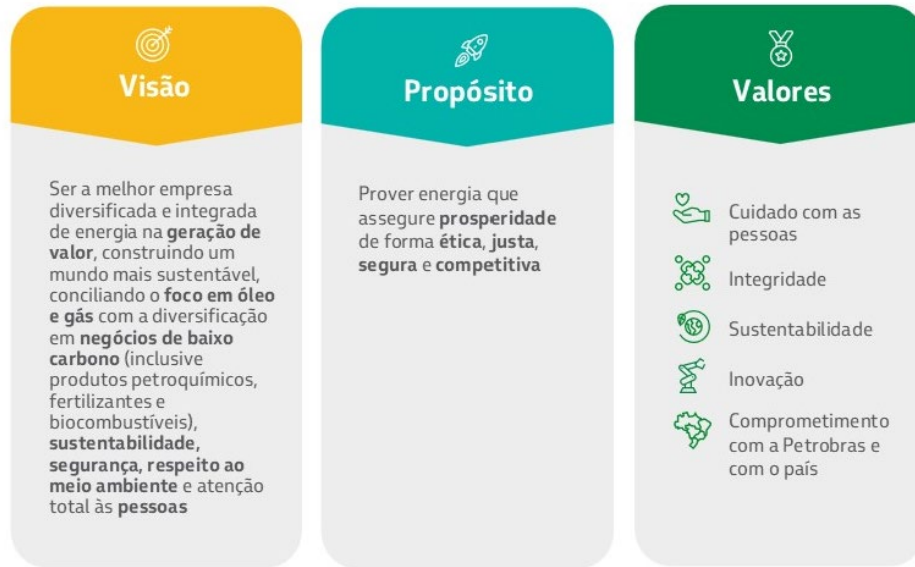 Visão
Ser a melhor empresa
diversificada e integrada
de energia na geração de
valor, construindo um
mundo mais sustentável,
conciliando o foco em óleo
e gás com a diversificação
em negócios de baixo
carbono (inclusive
produtos petroquímicos,
fertilizantes e
biocombustíveis),
sustentabilidade,
segurança, respeito ao
meio ambiente e atenção
total às pessoas
Propósito
Prover energia que
assegure prosperidade
de forma ética, justa,
segura e competitiva
Valores
Cuidado com as
pessoas
Integridade
Sustentabilidade
Inovação
Comprometimento
com a Petrobras e
com o país